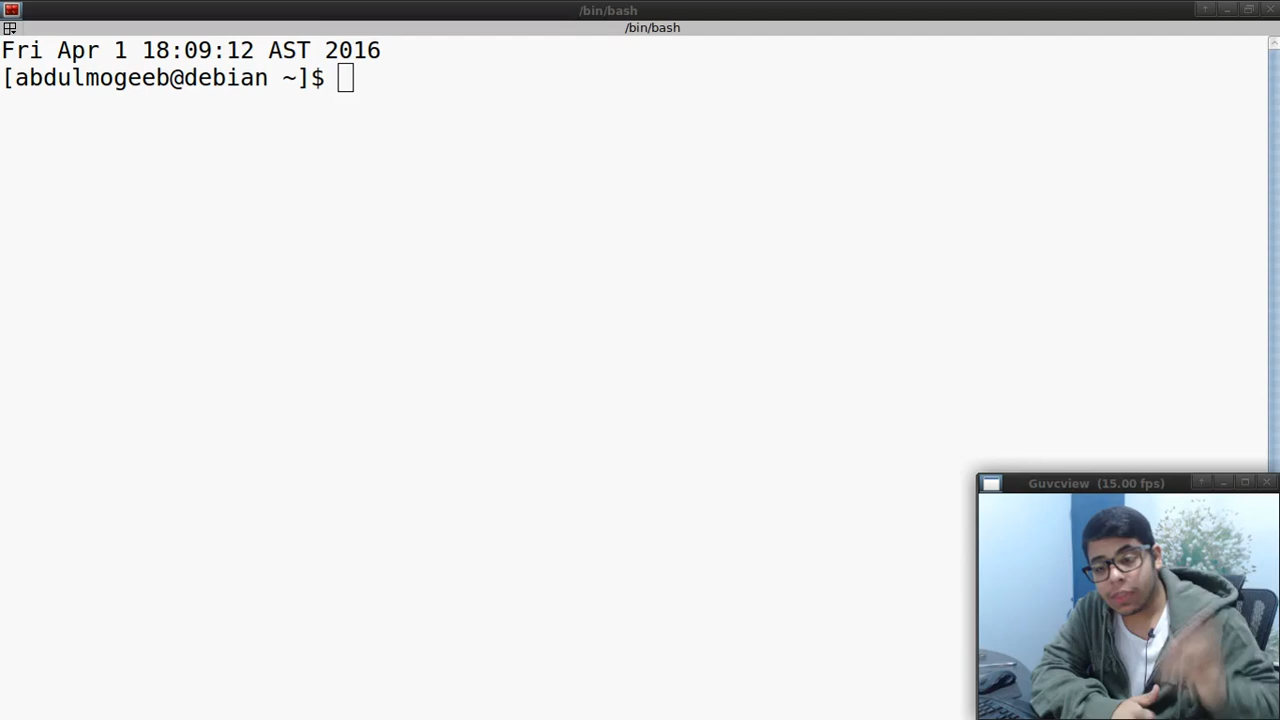 /bin/bash
/bin/bash
Fri Apr 1 18:09:12 AST 2016
[abdulmogeeb@debian ~]$
Guvcview (15.00 fps)